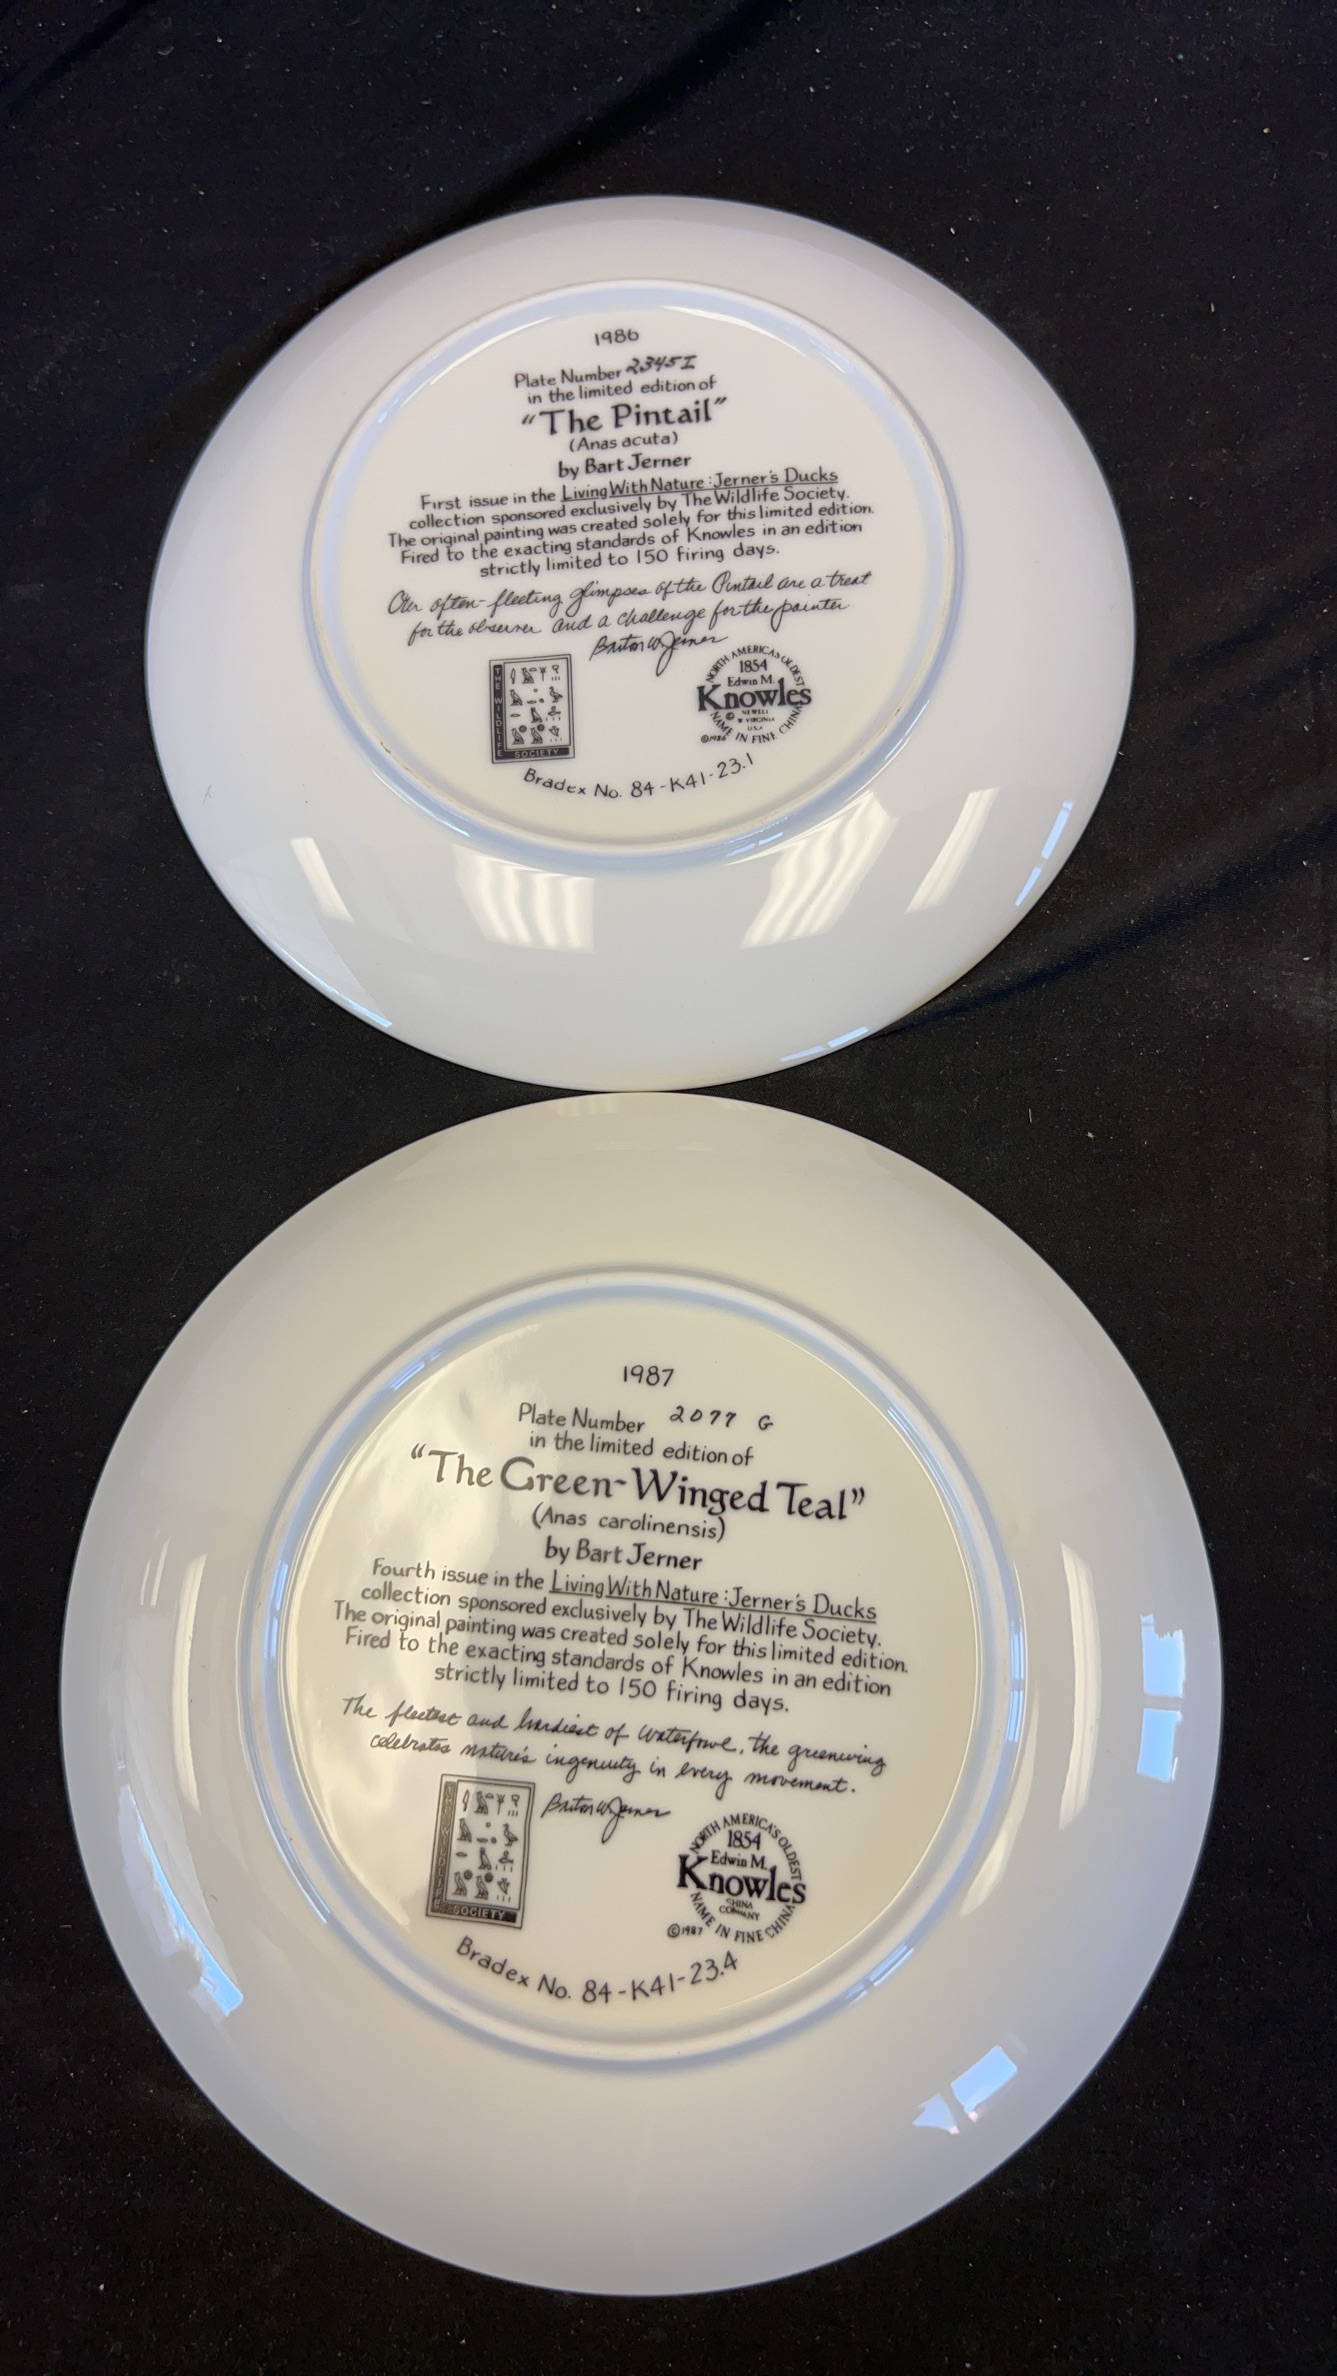 1986
Plate Number 2345I
in the limited edition of
"The Pintail"
(Anas acuta)
by Bart Jerner
First issue in the Living With Nature: Jerner's Ducks
collection sponsored exclusively by The Wildlife Society.
The original painting was created solely for this limited edition.
Fired to the exacting standards of Knowles in an edition
strictly limited to 150 firing days.
Our often-fleeting glimpses of the Pintail are a treat
for the observer and a challenge for the painter.
Barton W. Jerner
THE WILDLIFE
SOCIETY
NORTH AMERICA'S OLDEST
1854
Edwin M.
Knowles
NEWELL
W VIRGINIA
U.S.A.
NAME IN FINE CHINA
©1986
Bradex No. 84-K41-23.1
1987
Plate Number 2077 G
in the limited edition of
"The Green-Winged Teal"
(Anas carolinensis)
by Bart Jerner
Fourth issue in the Living With Nature: Jerner's Ducks
collection sponsored exclusively by The Wildlife Society.
The original painting was created solely for this limited edition.
Fired to the exacting standards of Knowles in an edition
strictly limited to 150 firing days.
The fleetest and hardiest of waterfowl, the greenwing
celebrates nature's ingenuity in every movement.
Barton W. Jerner
THE WILDLIFE
SOCIETY
NORTH AMERICA'S OLDEST
1854
Edwin M.
Knowles
CHINA
COMPANY
NAME IN FINE CHINA
©1987
Bradex No. 84-K41-23.4